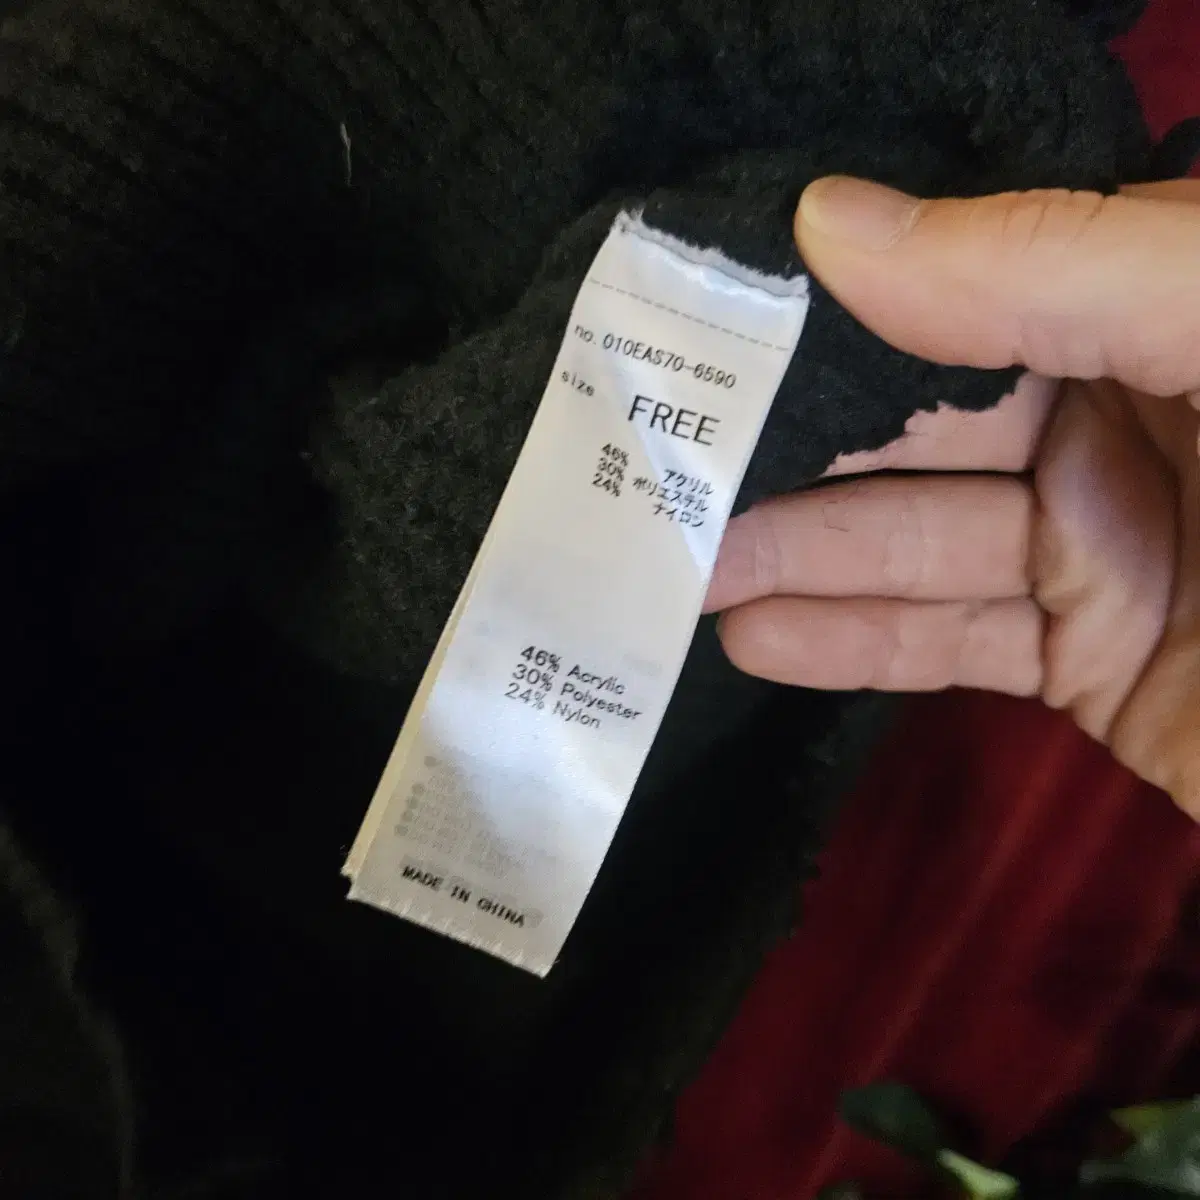 no. 010EAS70-6590
size FREE
46% アクリル
30% ポリエステル
24% ナイロン
46% Acrylic
30% Polyester
24% Nylon
MADE IN CHINA